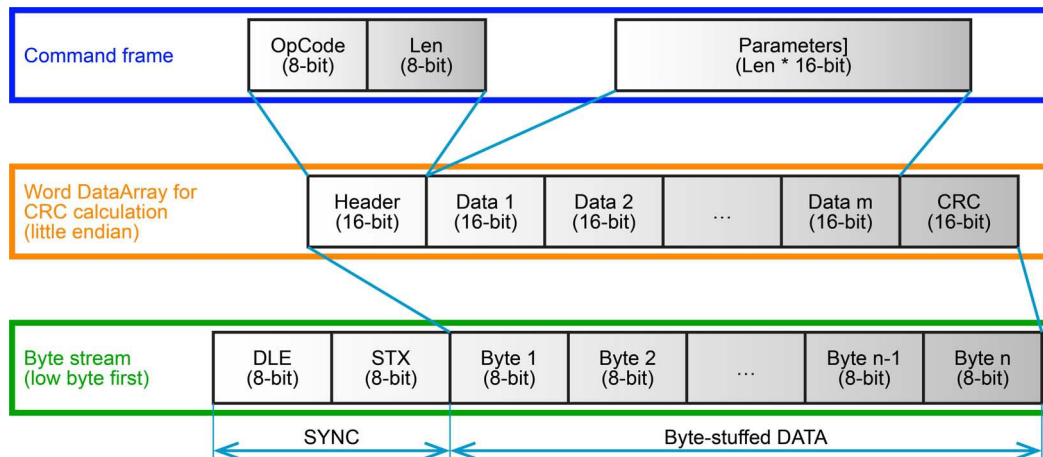 Command frame
OpCode
(8-bit)
Len
(8-bit)
Parameters]
(Len * 16-bit)
Word DataArray for
CRC calculation
(little endian)
Header
(16-bit)
Data 1
(16-bit)
Data 2
(16-bit)
...
Data m
(16-bit)
CRC
(16-bit)
Byte stream
(low byte first)
DLE
(8-bit)
STX
(8-bit)
Byte 1
(8-bit)
Byte 2
(8-bit)
...
Byte n-1
(8-bit)
Byte n
(8-bit)
SYNC
Byte-stuffed DATA